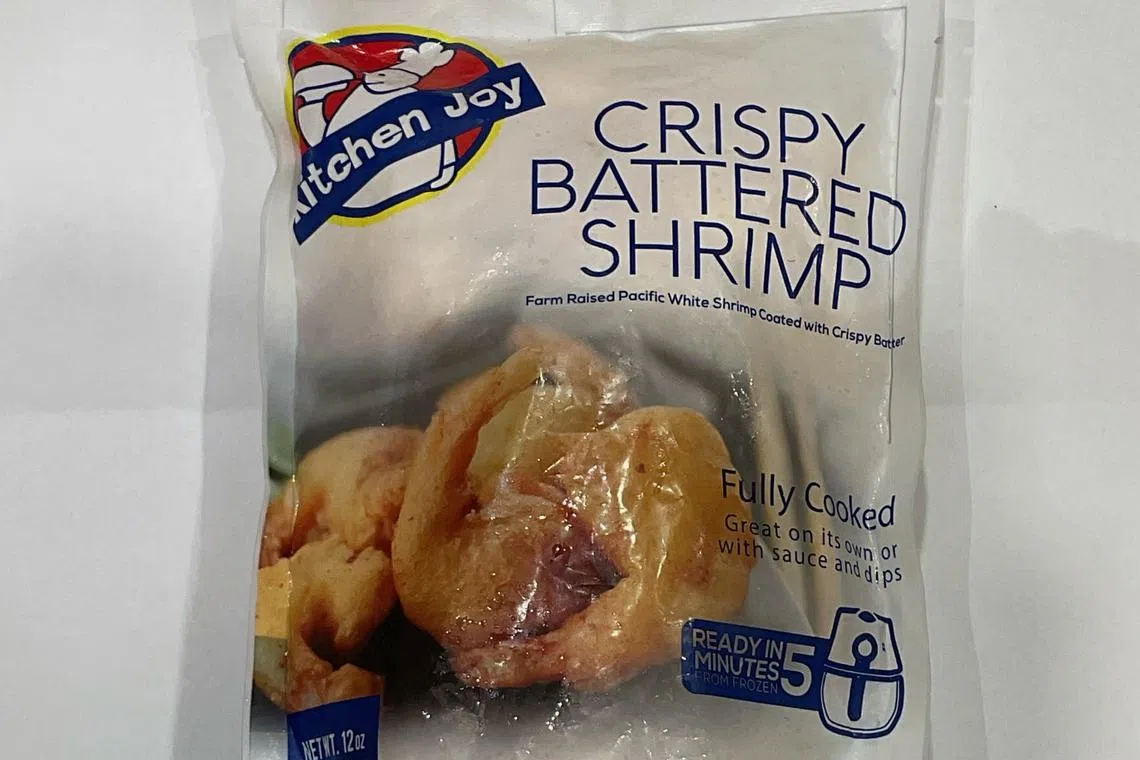 Kitchen Joy
CRISPY
BATTERED
SHRIMP
Farm Raised Pacific White Shrimp Coated with Crispy Batter
Fully Cooked
Great on its own or
with sauce and dips
READY IN
MINUTES
FROM FROZEN
5
NET WT. 12oz